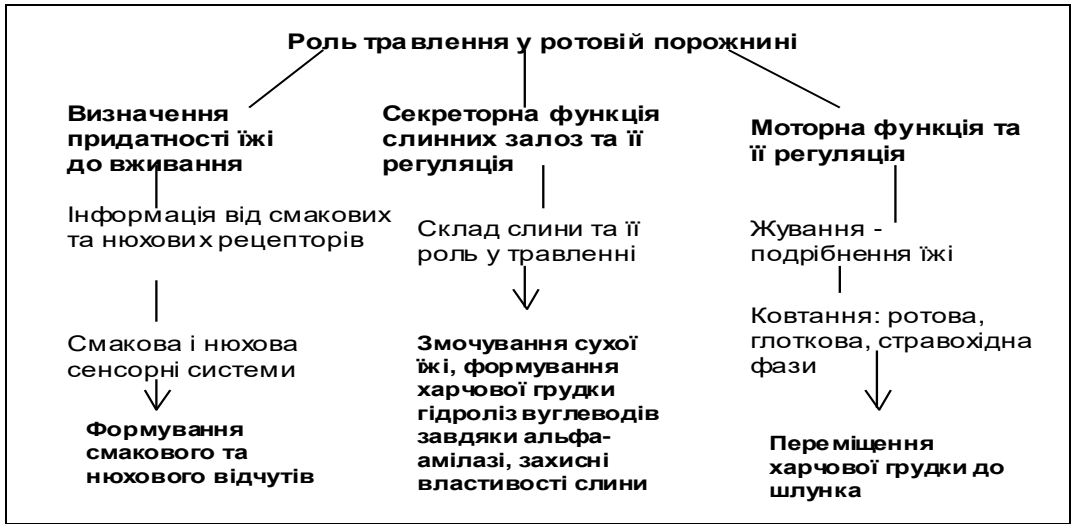 Роль травлення у ротовій порожнині
Визначення
придатності їжі
до вживання
Інформація від смакових
та нюхових рецепторів
Смакова і нюхова
сенсорні системи
Формування
смакового та
нюхового відчутів
Секреторна функція
слинних залоз та її
регуляція
Склад слини та її
роль у травленні
Змочування сухої
їжі, формування
харчової грудки
гідроліз вуглеводів
завдяки альфа-
амілазі, захисні
властивості слини
Моторна функція та
її регуляція
Жування -
подрібнення їжі
Ковтання: ротова,
глоткова, стравохідна
фази
Переміщення
харчової грудки до
шлунка